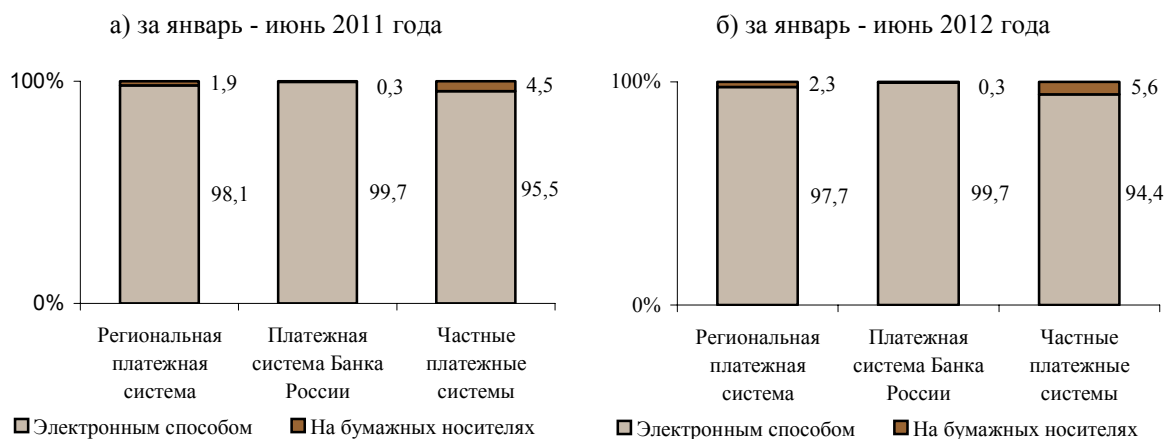 а) за январь - июнь 2011 года
100%
1,9
0,3
4,5
98,1
99,7
95,5
0%
Региональная
платежная
система
Платежная
система Банка
России
Частные
платежные
системы
Электронным способом
На бумажных носителях
б) за январь - июнь 2012 года
100%
2,3
0,3
5,6
97,7
99,7
94,4
0%
Региональная
платежная
система
Платежная
система Банка
России
Частные
платежные
системы
Электронным способом
На бумажных носителях